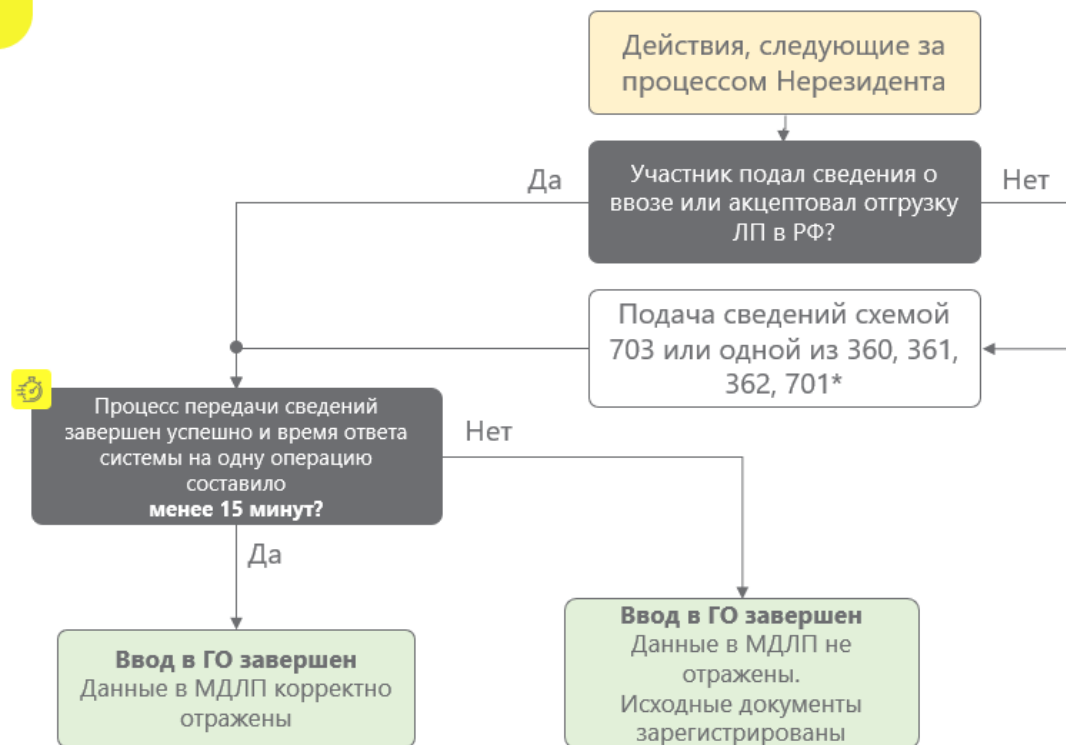 Действия, следующие за
процессом Нерезидента
Да
Участник подал сведения о
ввозе или акцептовал отгрузку
ЛП в РФ?
Нет
Подача сведений схемой
703 или одной из 360, 361,
362, 701*
Процесс передачи сведений
завершен успешно и время ответа
системы на одну операцию
составило
менее 15 минут?
Нет
Да
Ввод в ГО завершен
Данные в МДЛП корректно
отражены
Ввод в ГО завершен
Данные в МДЛП не
отражены.
Исходные документы
зарегистрированы